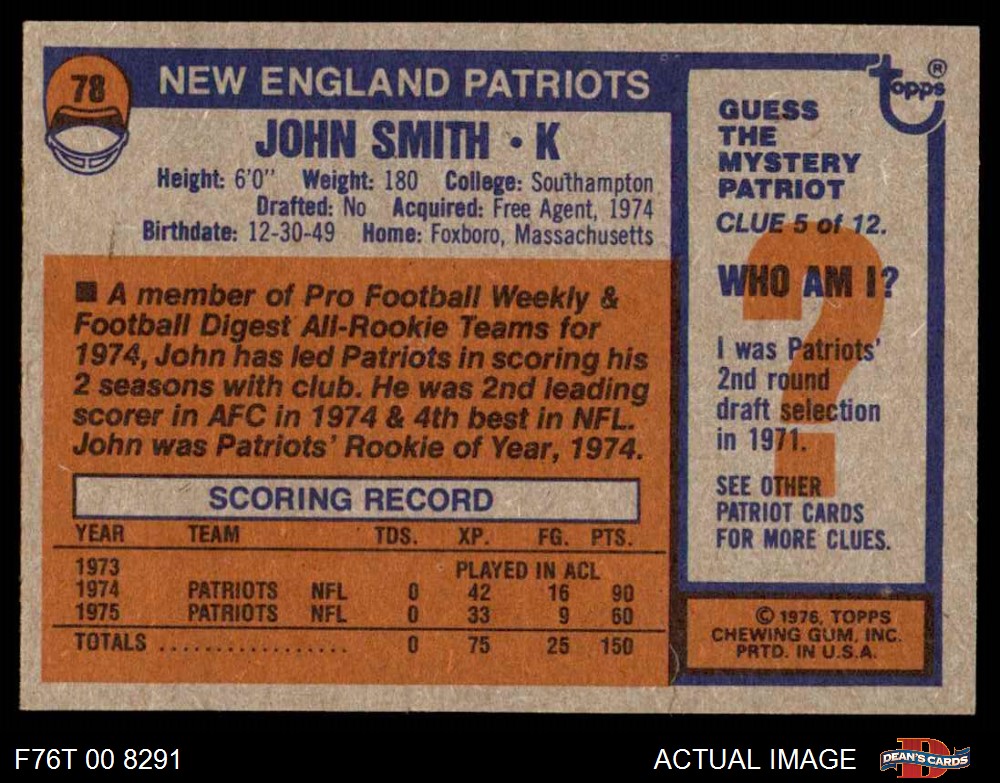 78
NEW ENGLAND PATRIOTS
JOHN SMITH • K
Height: 6'0" Weight: 180 College: Southampton
Drafted: No Acquired: Free Agent, 1974
Birthdate: 12-30-49 Home: Foxboro, Massachusetts
■ A member of Pro Football Weekly &
Football Digest All-Rookie Teams for
1974, John has led Patriots in scoring his
2 seasons with club. He was 2nd leading
scorer in AFC in 1974 & 4th best in NFL.
John was Patriots' Rookie of Year, 1974.
SCORING RECORD
YEAR TEAM TDS. XP. FG. PTS.
1973 PLAYED IN ACL
1974 PATRIOTS NFL 0 42 16 90
1975 PATRIOTS NFL 0 33 9 60
TOTALS ................. 0 75 25 150
Topps®
GUESS
THE
MYSTERY
PATRIOT
CLUE 5 of 12.
WHO AM I?
?
I was Patriots'
2nd round
draft selection
in 1971.
SEE OTHER
PATRIOT CARDS
FOR MORE CLUES.
© 1976, TOPPS
CHEWING GUM, INC.
PRTD. IN U.S.A.
F76T 00 8291
ACTUAL IMAGE
D
DEAN'S CARDS